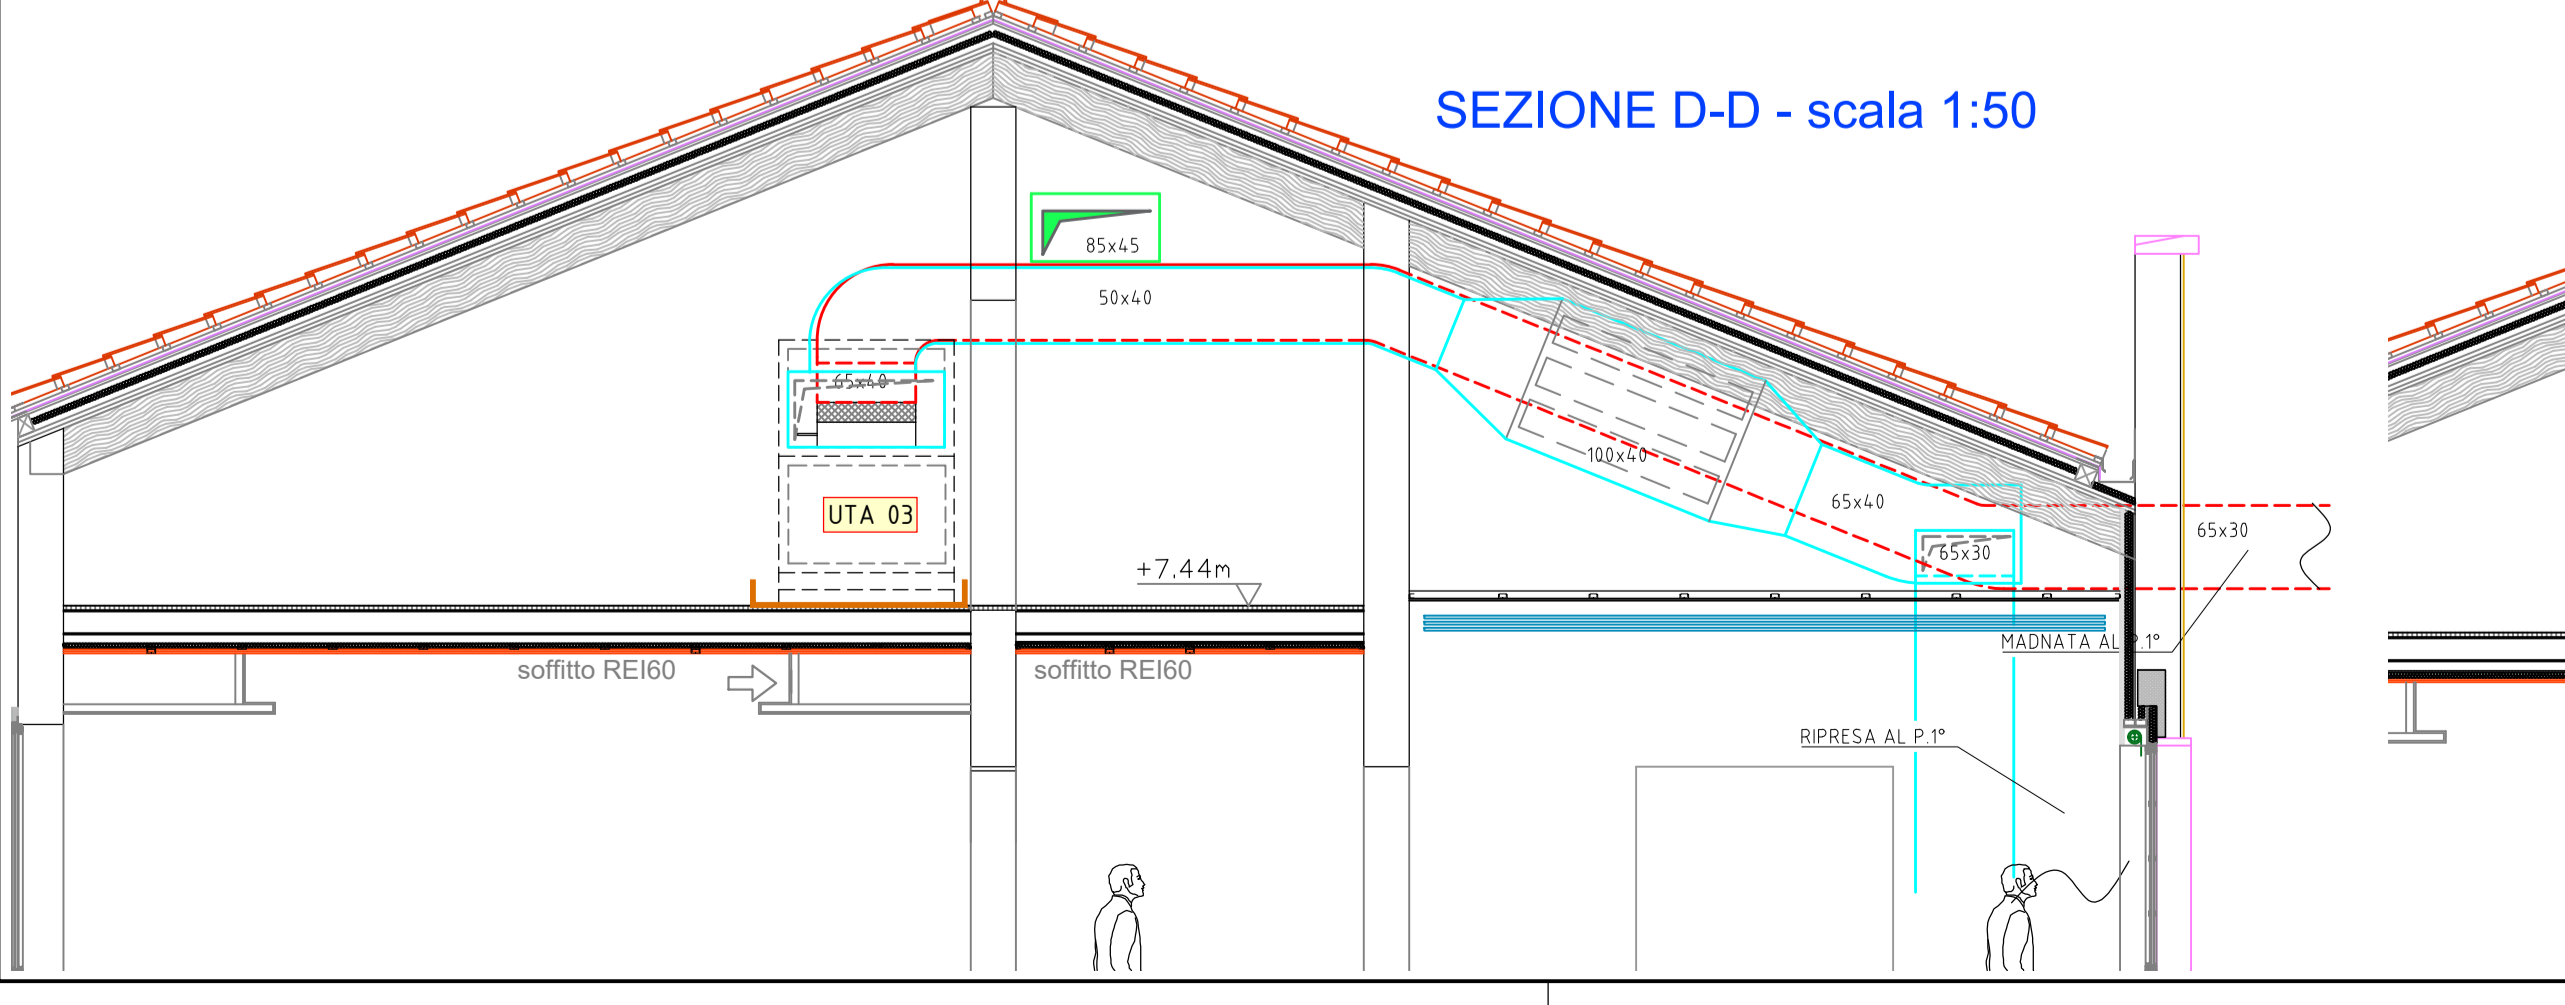 SEZIONE D-D - scala 1:50
85x45
50x40
65x40
100x40
65x40
UTA 03
65x30
65x30
+7.44m
MADNATA AL P.1°
soffitto REI60
soffitto REI60
RIPRESA AL P.1°